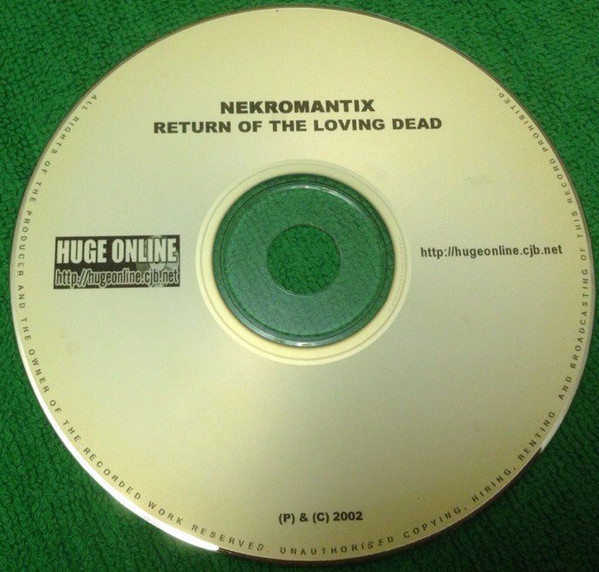 NEKROMANTIX
RETURN OF THE LOVING DEAD
HUGE ONLINE
http://hugeonline.cjb.net
http://hugeonline.cjb.net
(P) & (C) 2002
ALL RIGHTS OF THE PRODUCER AND THE OWNER OF THE RECORDED WORK RESERVED. UNAUTHORISED COPYING, HIRING, RENTING AND BROADCASTING OF THIS RECORD PROHIBITED.